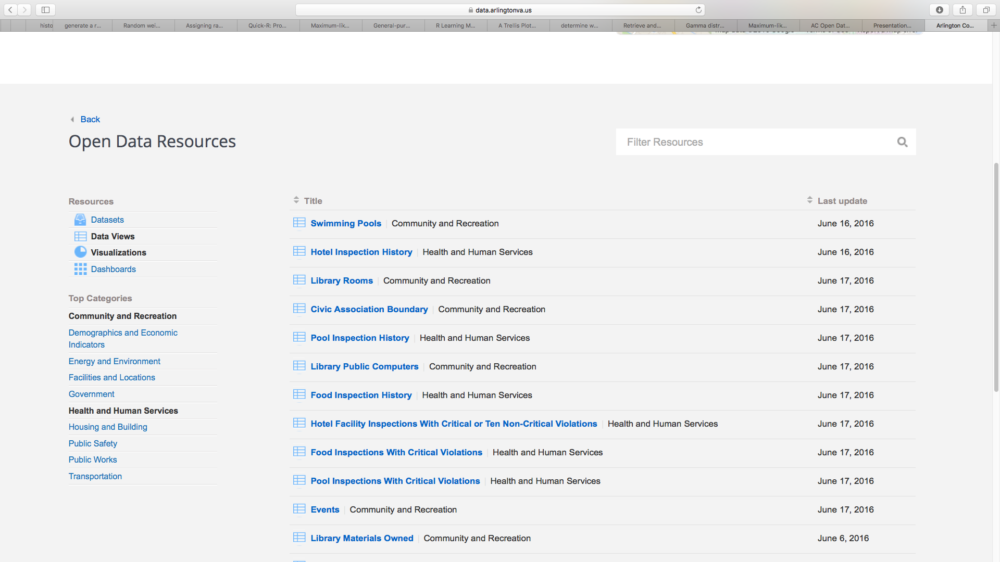 data.arlingtonva.us
histo generate a r... Random wei... Assigning ra... Quick-R: Pro... Maximum-lik... General-pur... R Learning M... A Trellis Plot... determine w... Retrieve and... Gamma distr... Maximum-lik... AC Open Dat... Presentation... Arlington Co...
Back
Open Data Resources
Filter Resources
Resources
Datasets
Data Views
Visualizations
Dashboards
Top Categories
Community and Recreation
Demographics and Economic
Indicators
Energy and Environment
Facilities and Locations
Government
Health and Human Services
Housing and Building
Public Safety
Public Works
Transportation
Title Last update
Swimming Pools Community and Recreation June 16, 2016
Hotel Inspection History Health and Human Services June 16, 2016
Library Rooms Community and Recreation June 17, 2016
Civic Association Boundary Community and Recreation June 17, 2016
Pool Inspection History Health and Human Services June 17, 2016
Library Public Computers Community and Recreation June 17, 2016
Food Inspection History Health and Human Services June 17, 2016
Hotel Facility Inspections With Critical or Ten Non-Critical Violations Health and Human Services June 17, 2016
Food Inspections With Critical Violations Health and Human Services June 17, 2016
Pool Inspections With Critical Violations Health and Human Services June 17, 2016
Events Community and Recreation June 17, 2016
Library Materials Owned Community and Recreation June 6, 2016